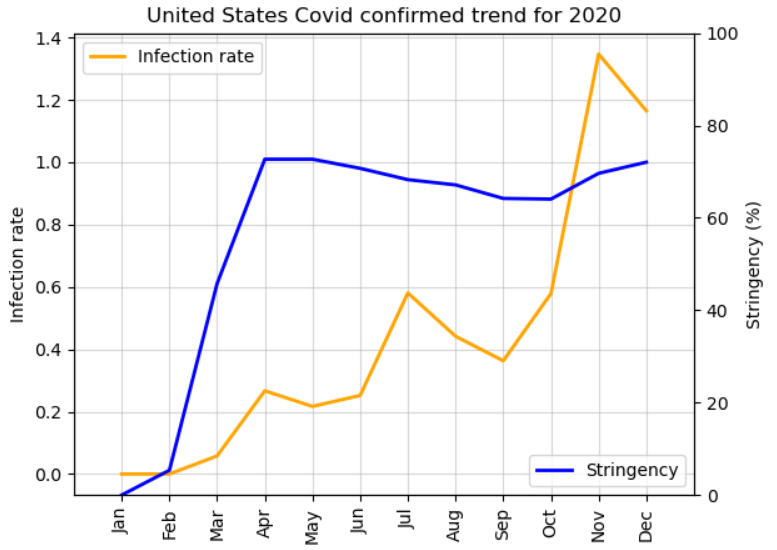 United States Covid confirmed trend for 2020
Infection rate
1.4
1.2
1.0
0.8
0.6
0.4
0.2
0.0
Infection rate
100
80
60
40
20
0
Stringency (%)
Stringency
Jan
Feb
Mar
Apr
May
Jun
Jul
Aug
Sep
Oct
Nov
Dec